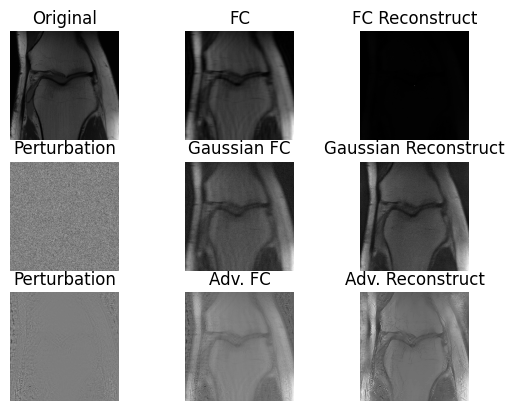 Original
FC
FC Reconstruct
Perturbation
Gaussian FC
Gaussian Reconstruct
Perturbation
Adv. FC
Adv. Reconstruct